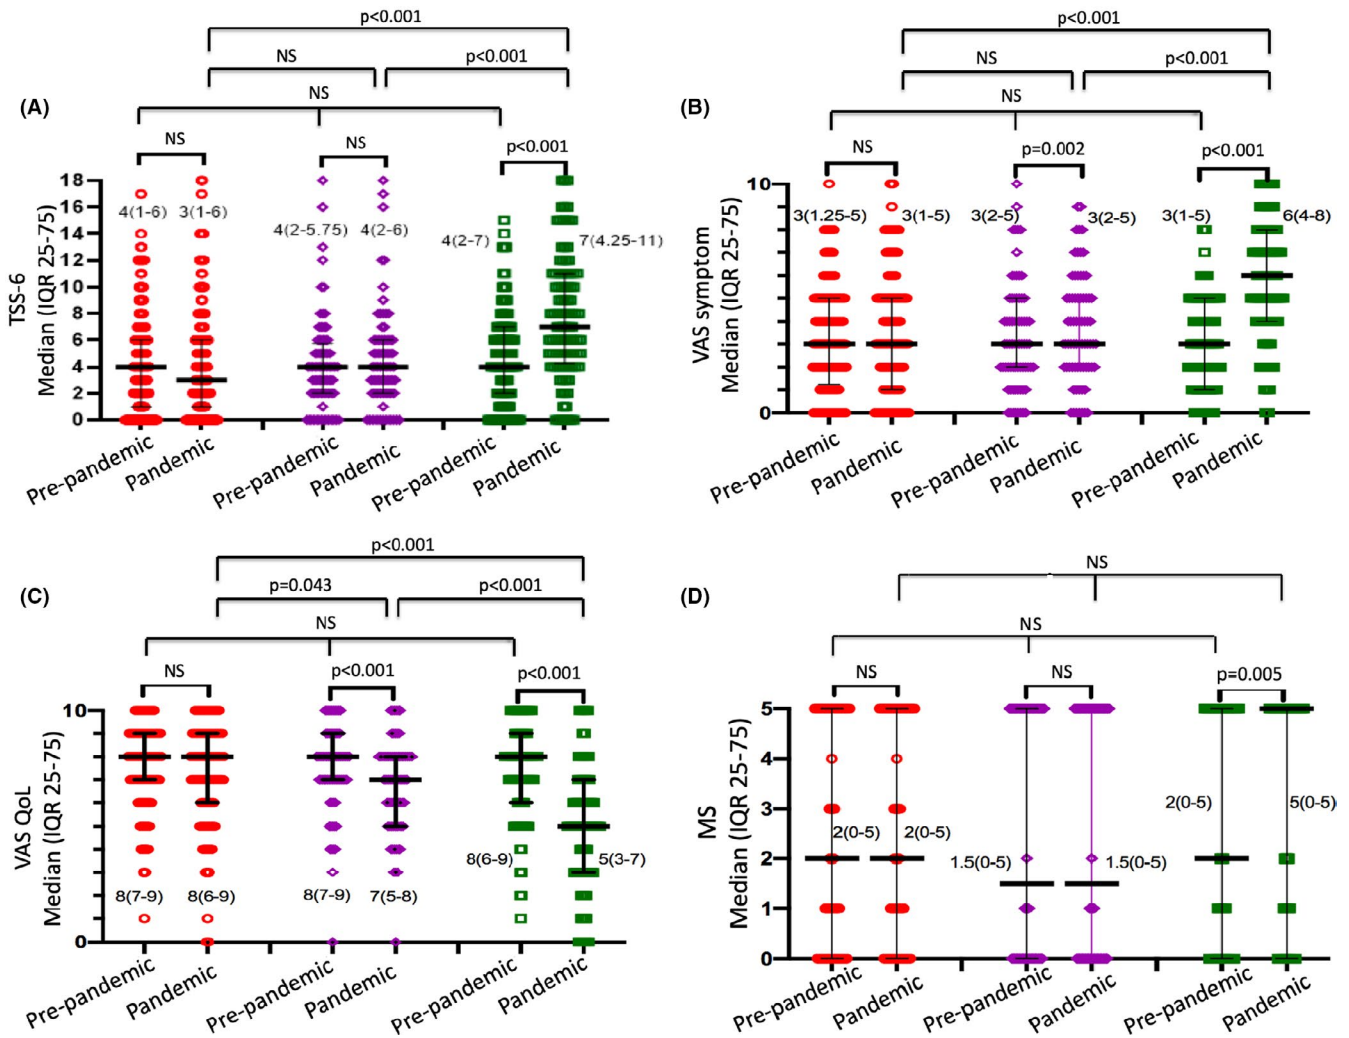 (A)
p<0.001
NS
p<0.001
NS
NS
NS
p<0.001
TSS-6
Median (IQR 25-75)
18
16
14
12
10
8
6
4
2
0
4(1-6)
3(1-6)
4(2-5.75)
4(2-6)
4(2-7)
7(4.25-11)
Pre-pandemic
Pandemic
Pre-pandemic
Pandemic
Pre-pandemic
Pandemic
(B)
p<0.001
NS
p<0.001
NS
NS
p=0.002
p<0.001
VAS symptom
Median (IQR 25-75)
10
0
3(1.25-5)
3(1-5)
3(2-5)
3(2-5)
3(1-5)
6(4-8)
Pre-pandemic
Pandemic
Pre-pandemic
Pandemic
Pre-pandemic
Pandemic
(C)
p<0.001
p=0.043
p<0.001
NS
NS
p<0.001
p<0.001
VAS QoL
Median (IQR 25-75)
10
0
8(7-9)
8(6-9)
8(7-9)
7(5-8)
8(6-9)
5(3-7)
Pre-pandemic
Pandemic
Pre-pandemic
Pandemic
Pre-pandemic
Pandemic
(D)
NS
NS
NS
NS
p=0.005
MS
Median (IQR 25-75)
5
4
3
2
1
0
2(0-5)
2(0-5)
1.5(0-5)
1.5(0-5)
2(0-5)
5(0-5)
Pre-pandemic
Pandemic
Pre-pandemic
Pandemic
Pre-pandemic
Pandemic